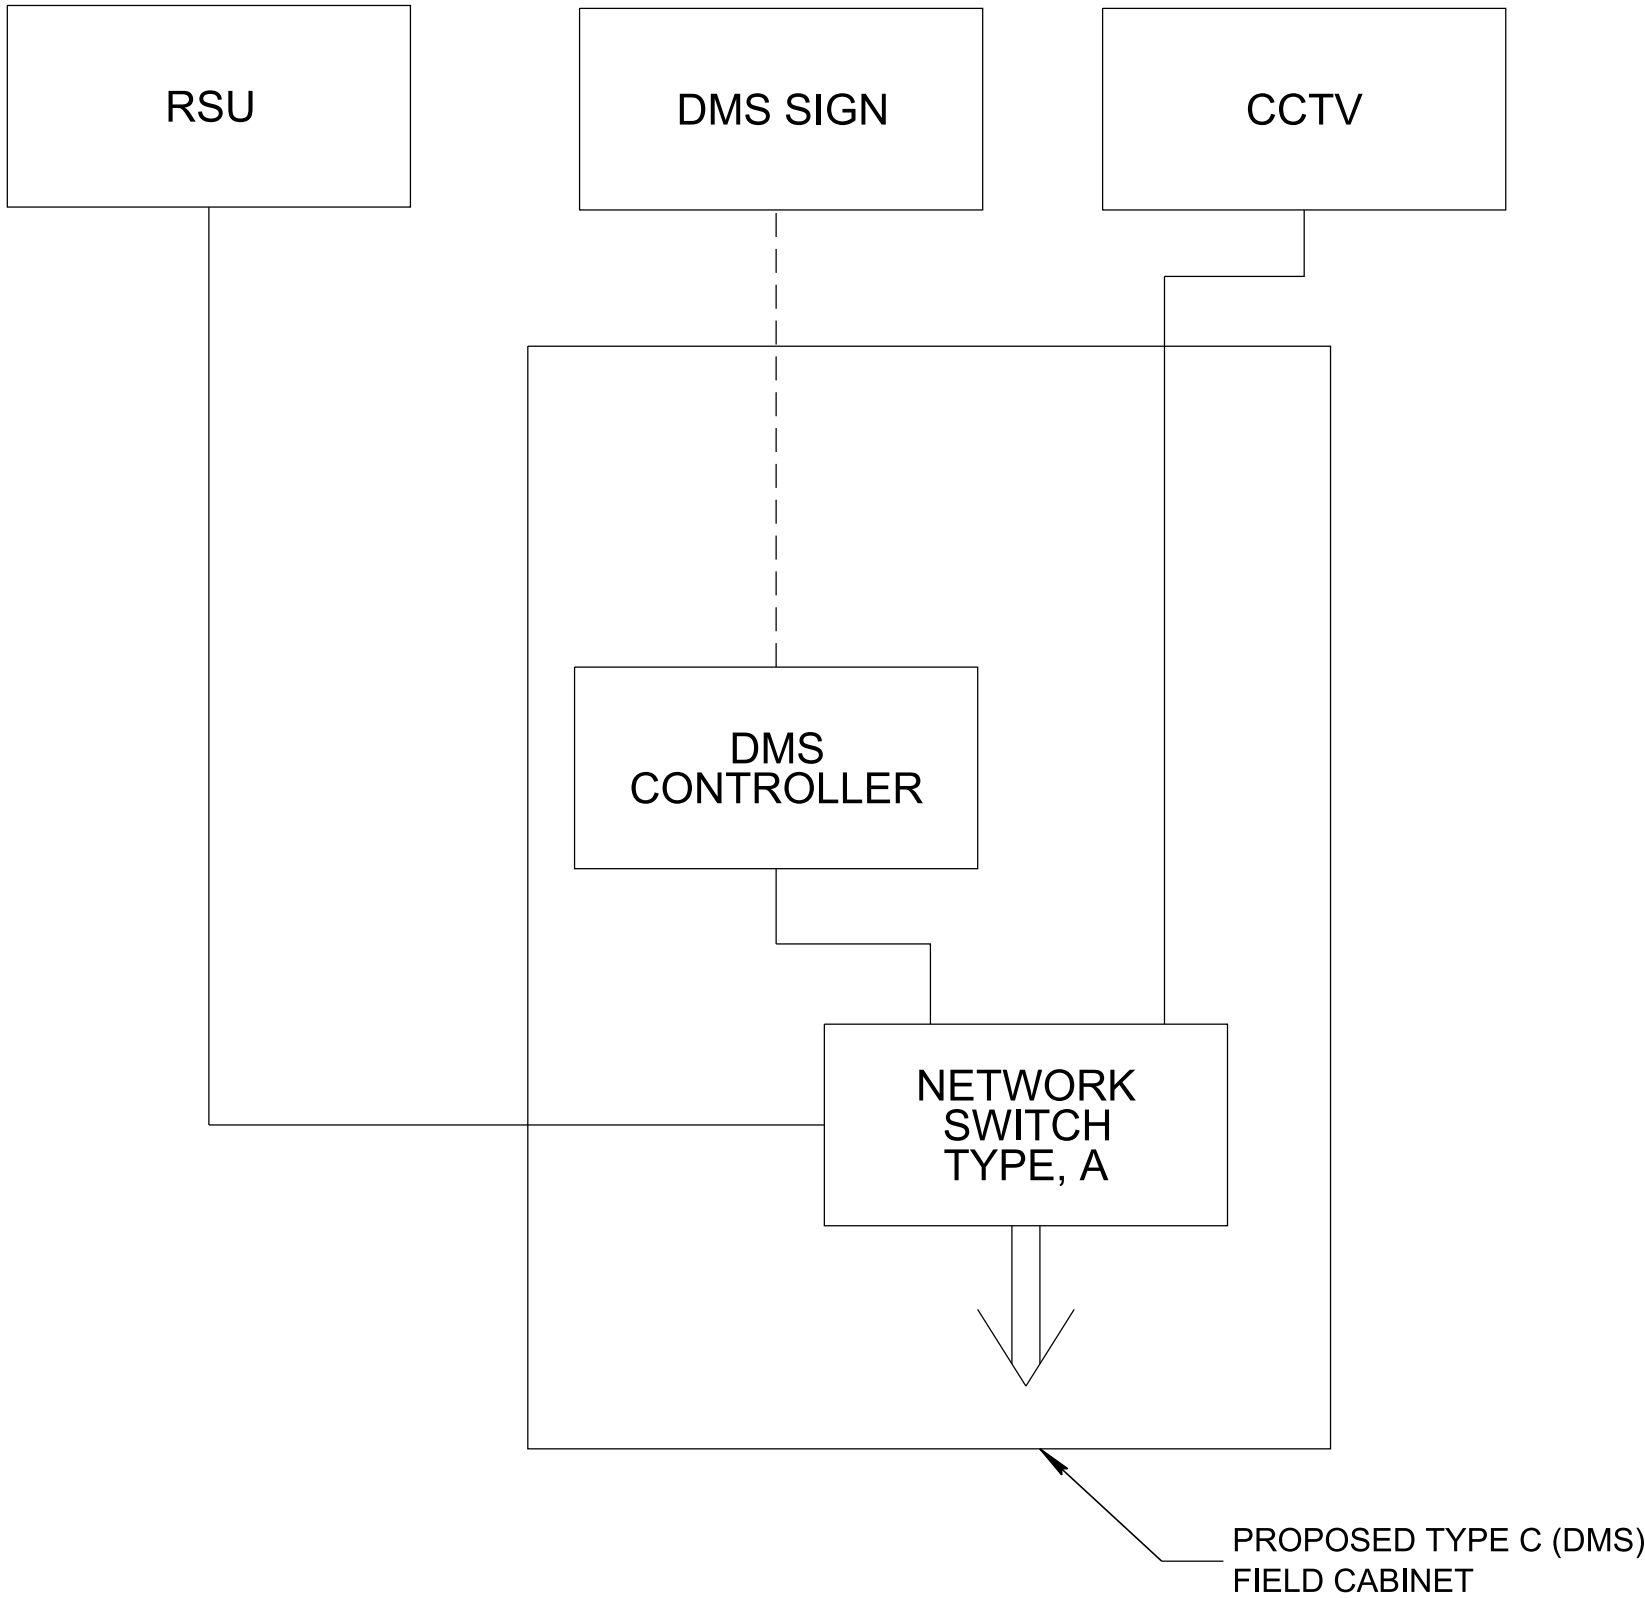 RSU
DMS SIGN
CCTV
DMS
CONTROLLER
NETWORK
SWITCH
TYPE, A
PROPOSED TYPE C (DMS)
FIELD CABINET